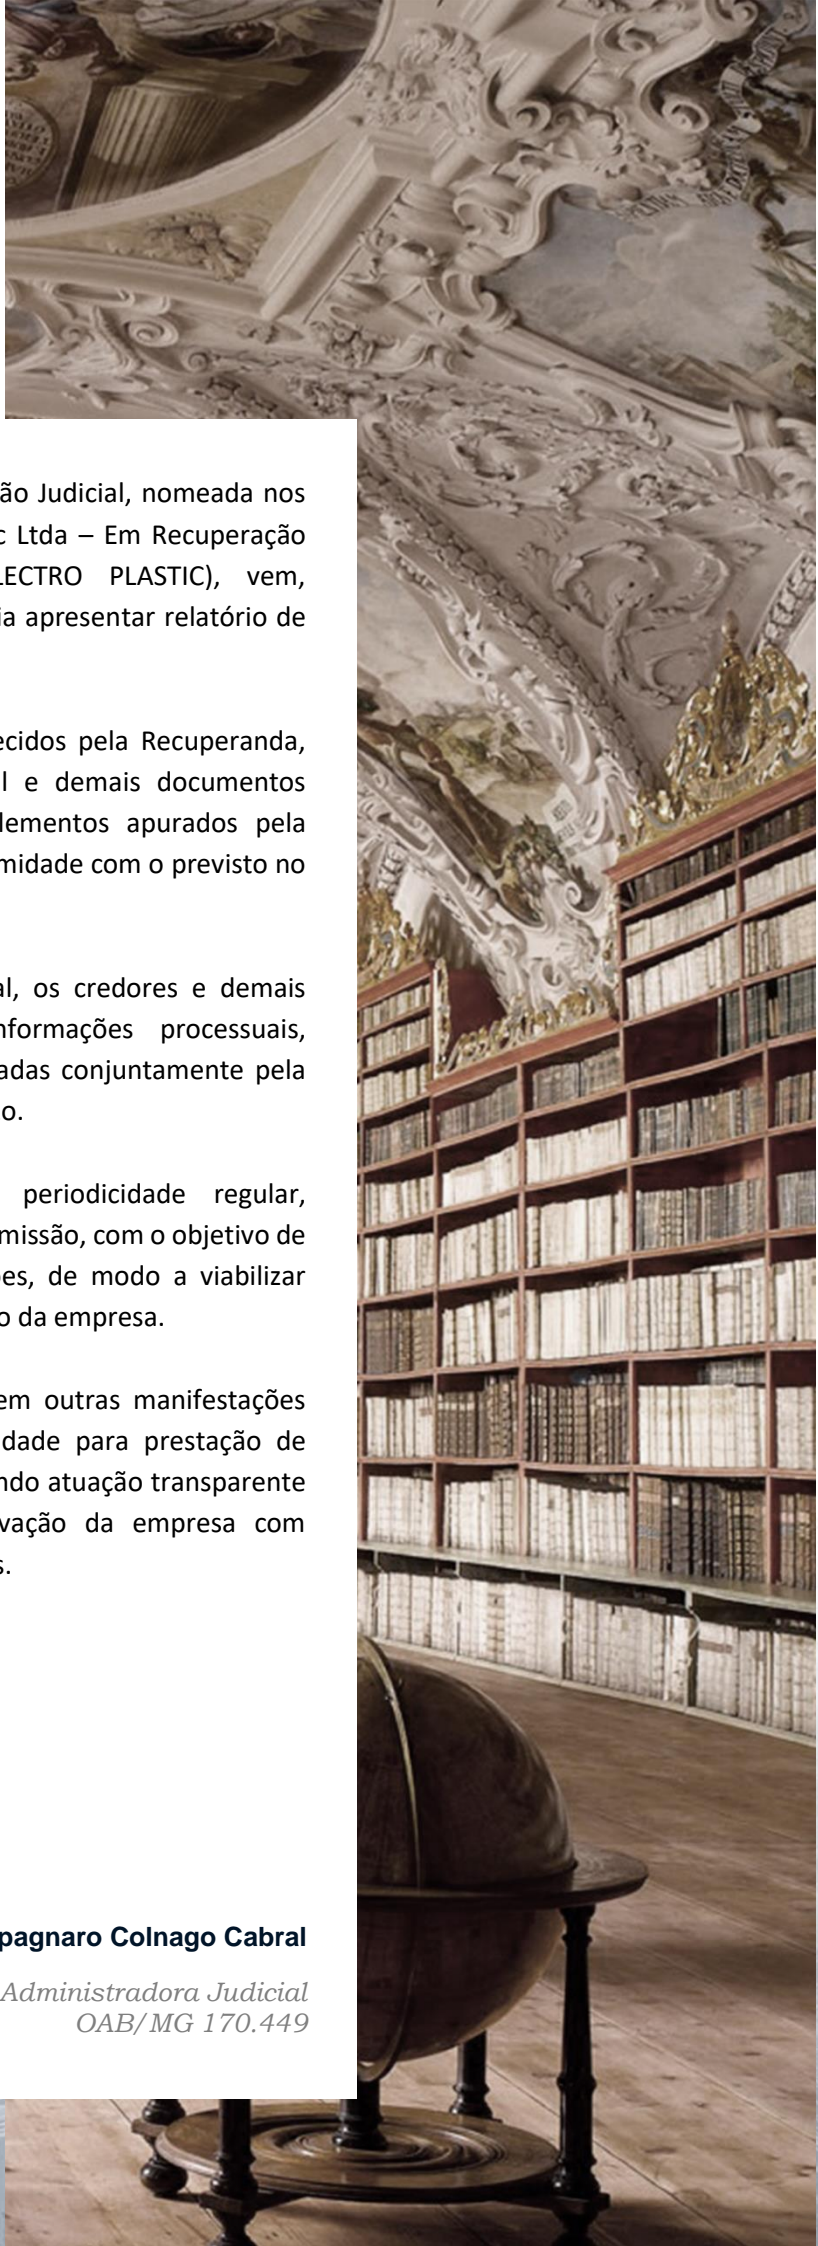 ão Judicial, nomeada nos
c Ltda – Em Recuperação
LECTRO PLASTIC), vem,
ia apresentar relatório de
ecidos pela Recuperanda,
l e demais documentos
lementos apurados pela
midade com o previsto no
al, os credores e demais
nformações processuais,
adas conjuntamente pela
o.
periodicidade regular,
missão, com o objetivo de
ões, de modo a viabilizar
o da empresa.
em outras manifestações
idade para prestação de
ndo atuação transparente
vação da empresa com
s.
pagnaro Colnago Cabral
Administradora Judicial
OAB/MG 170.449